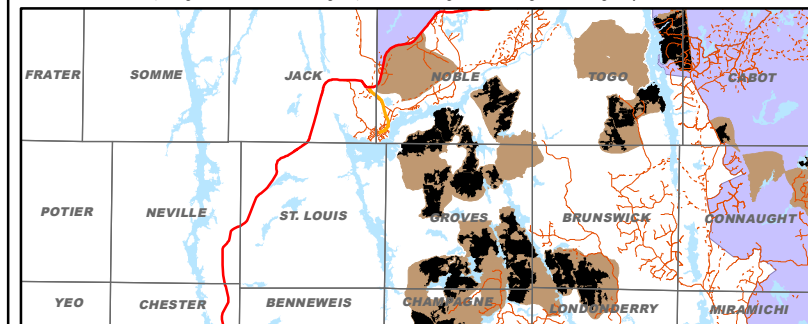 FRATER
SOMME
JACK
NOBLE
TOGO
CABOT
POTIER
NEVILLE
ST. LOUIS
GROVES
BRUNSWICK
CONNAUGHT
YEO
CHESTER
BENNEWEIS
CHAMPAGNE
LONDONDERRY
MIRAMICHI